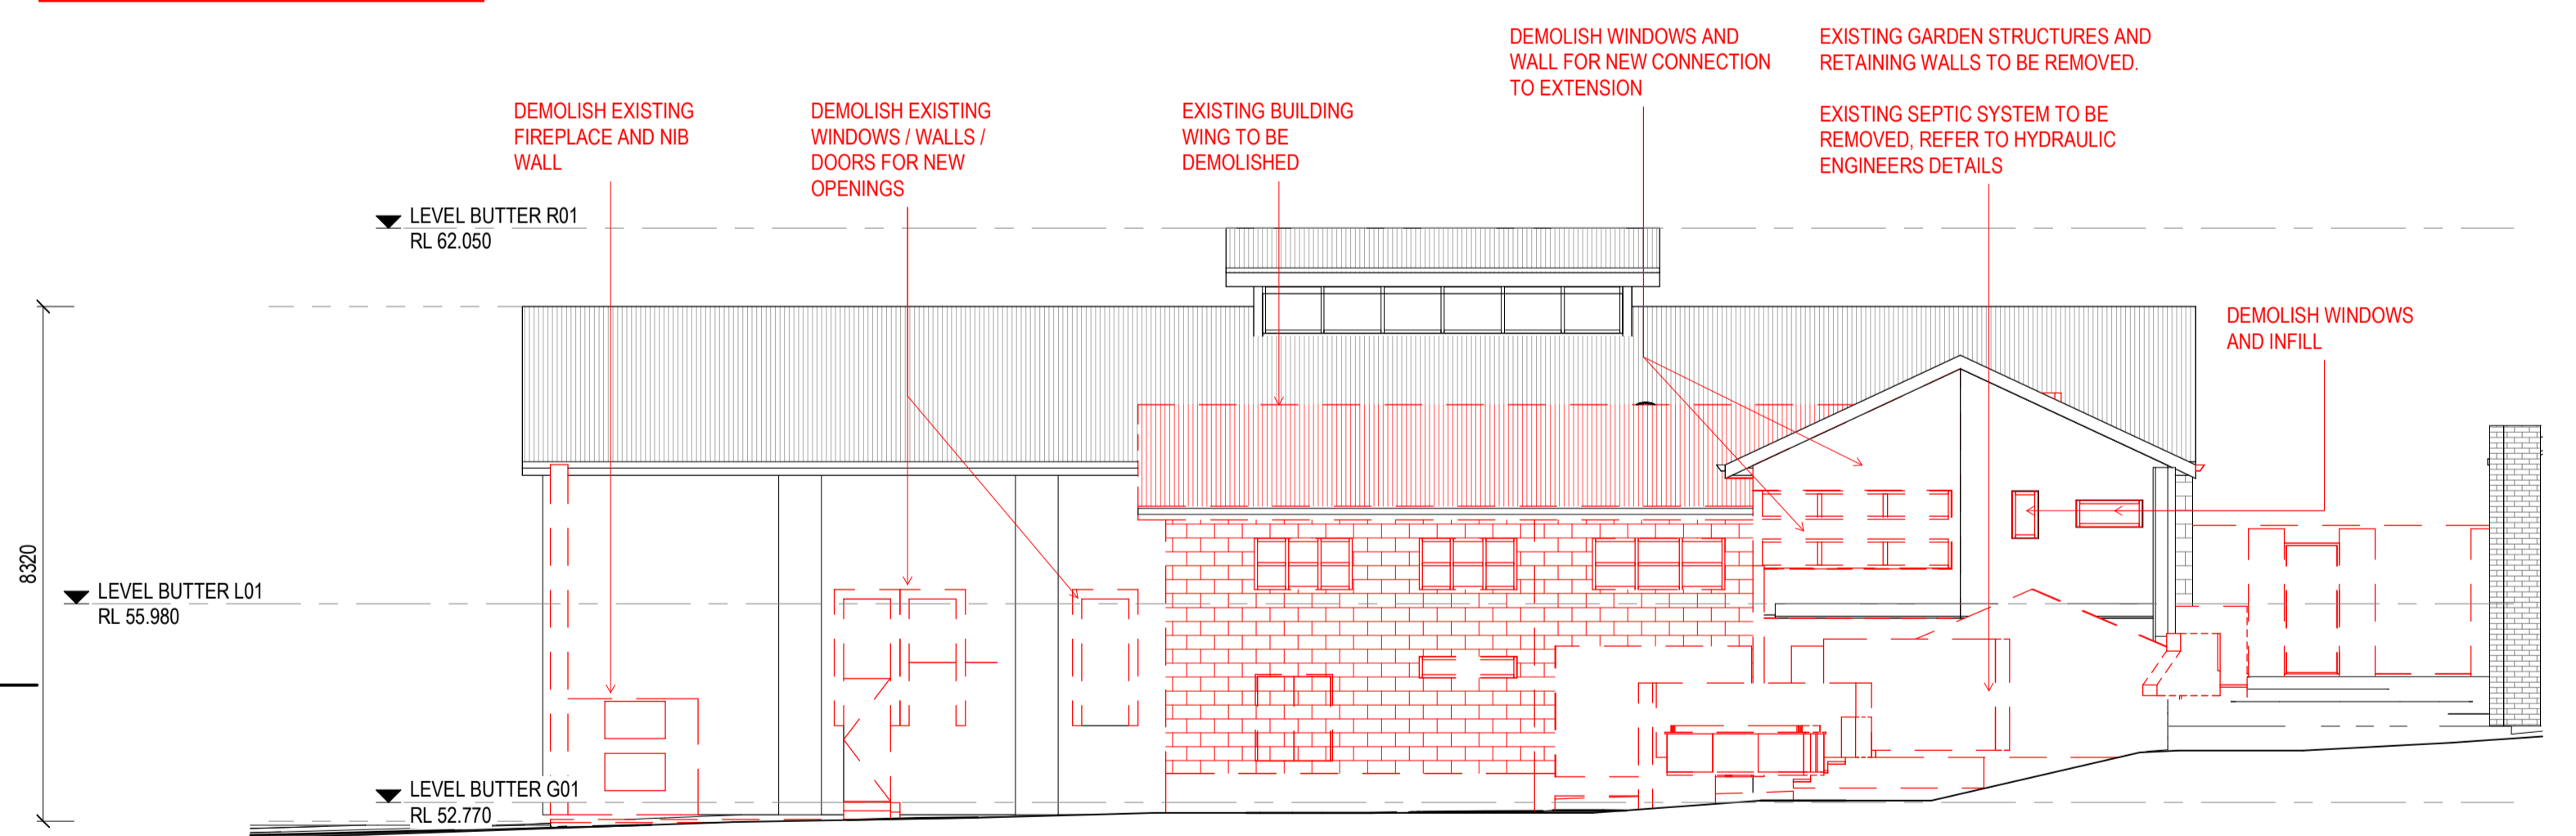 DEMOLISH WINDOWS AND
WALL FOR NEW CONNECTION
TO EXTENSION
EXISTING GARDEN STRUCTURES AND
RETAINING WALLS TO BE REMOVED.
EXISTING SEPTIC SYSTEM TO BE
REMOVED, REFER TO HYDRAULIC
ENGINEERS DETAILS
DEMOLISH EXISTING
FIREPLACE AND NIB
WALL
DEMOLISH EXISTING
WINDOWS / WALLS /
DOORS FOR NEW
OPENINGS
EXISTING BUILDING
WING TO BE
DEMOLISHED
LEVEL BUTTER R01
RL 62.050
DEMOLISH WINDOWS
AND INFILL
8320
LEVEL BUTTER L01
RL 55.980
LEVEL BUTTER G01
RL 52.770